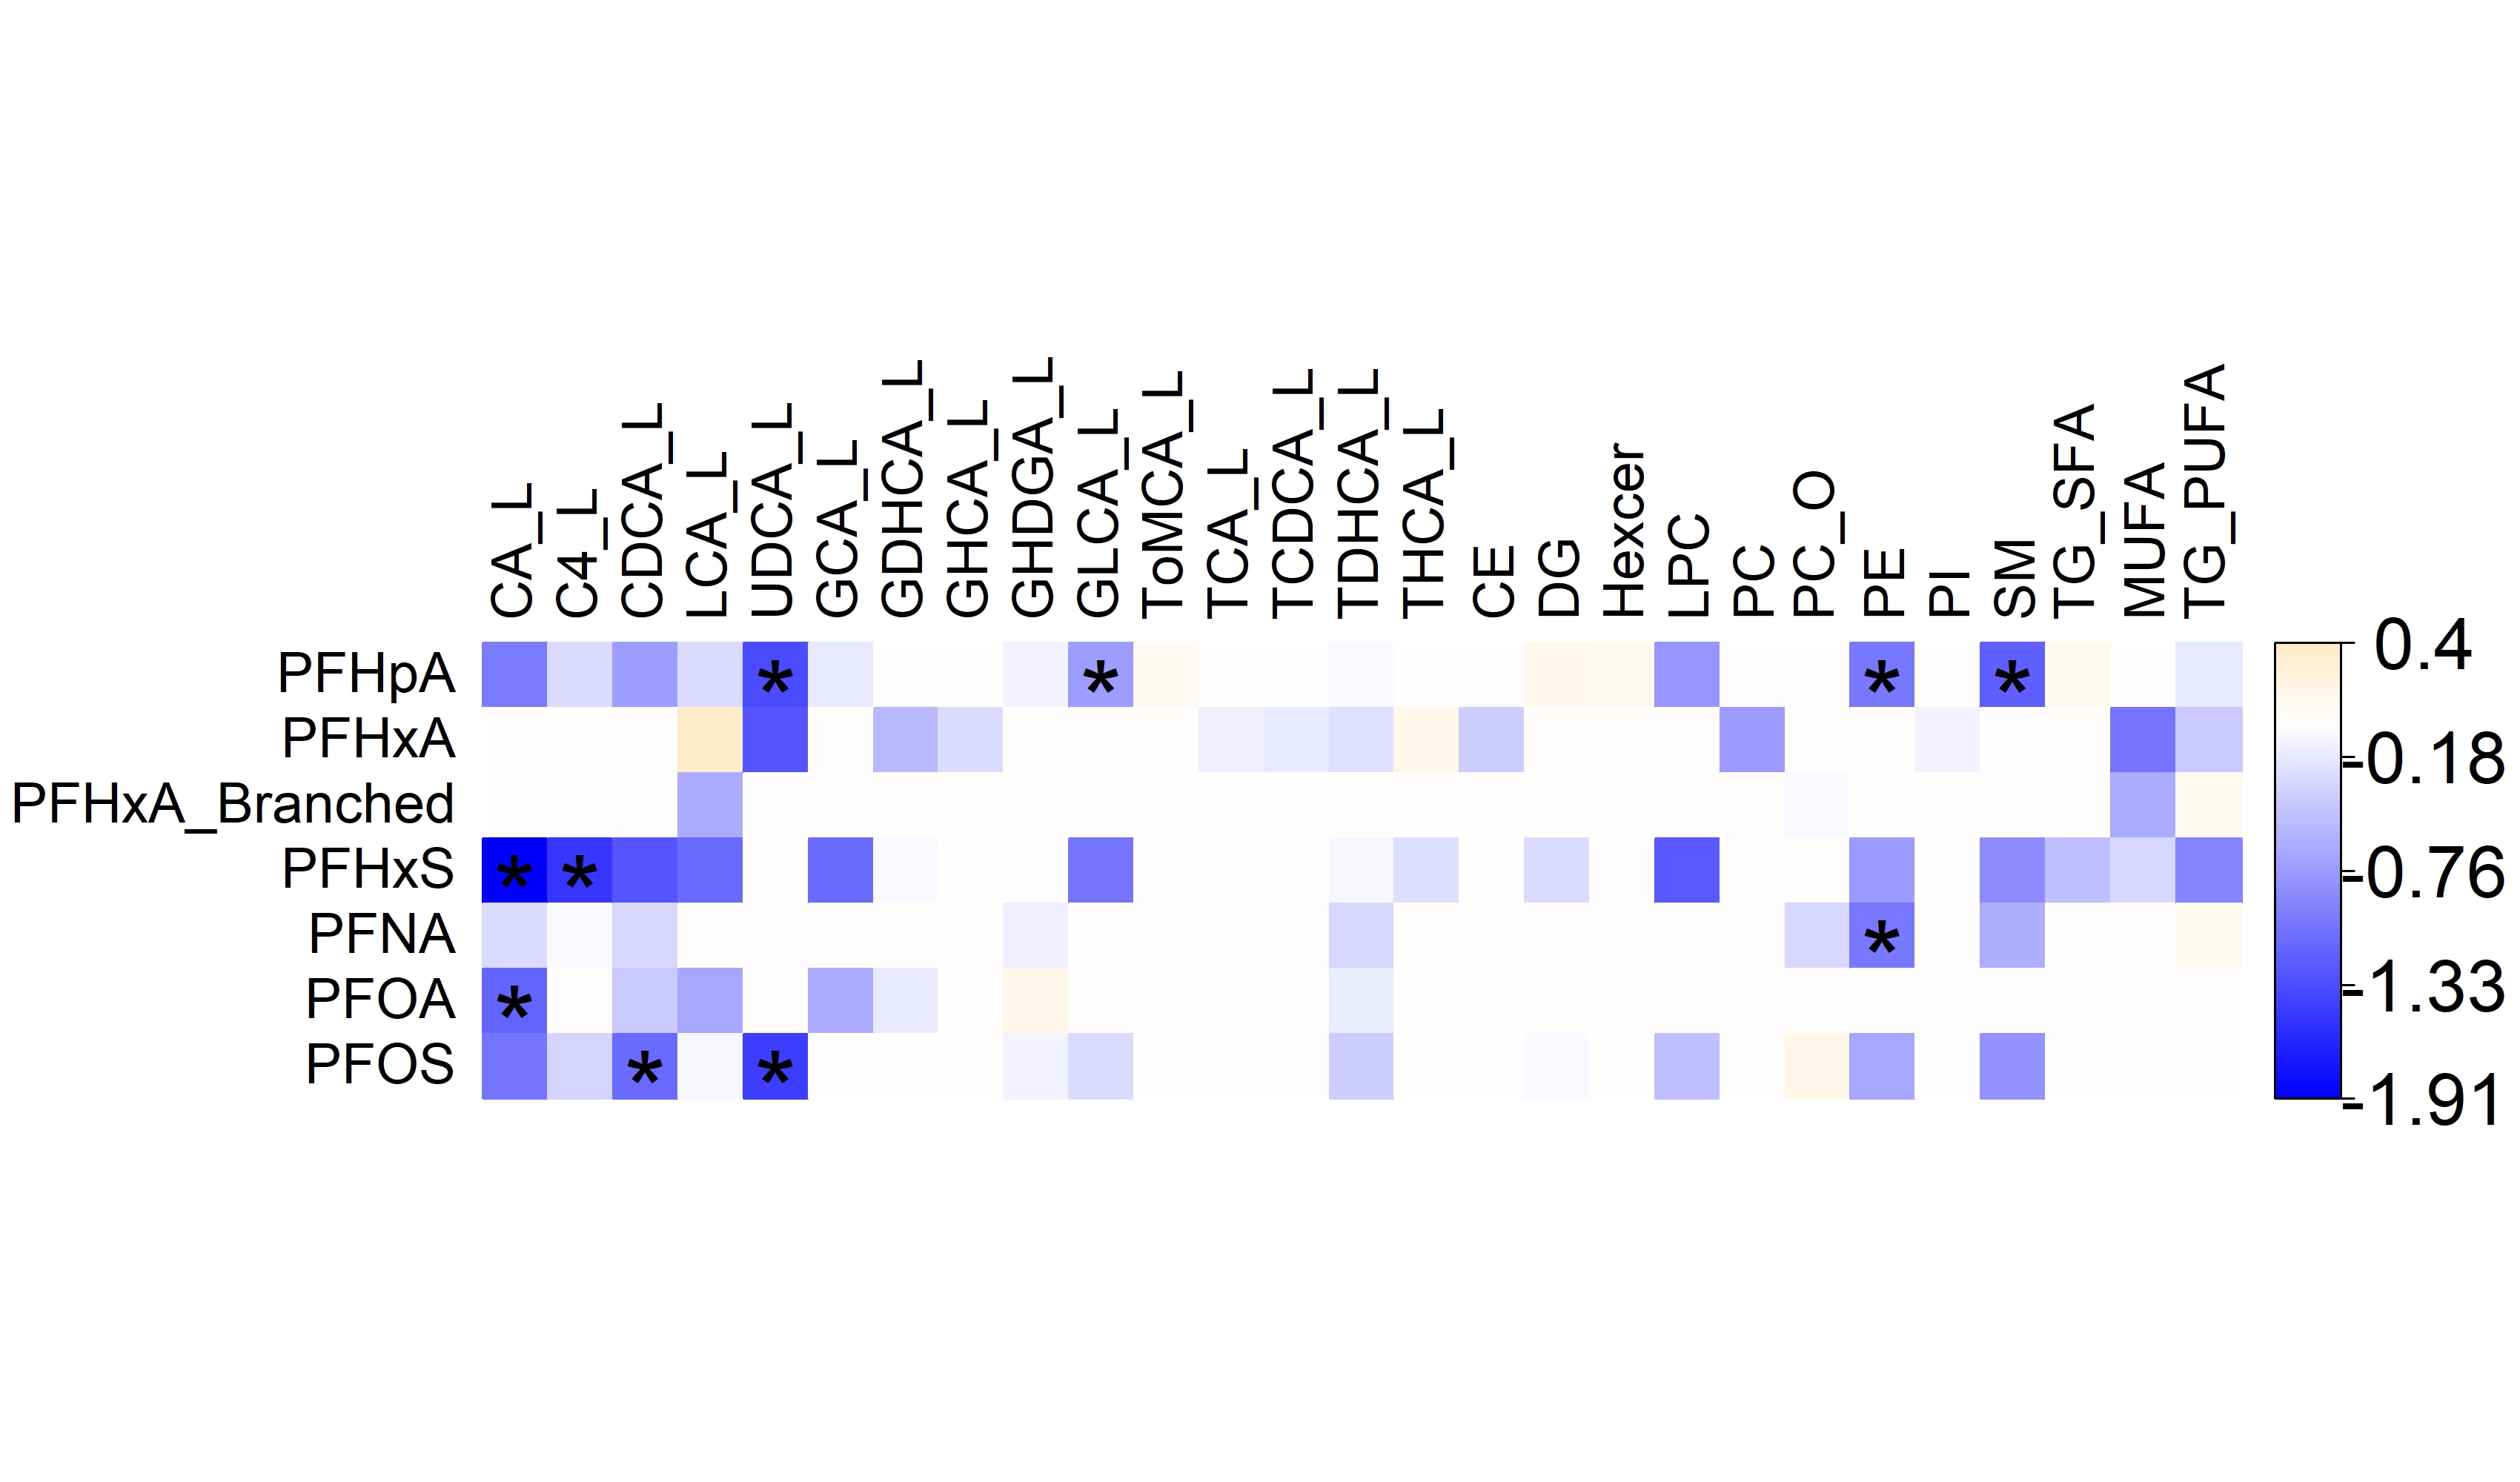 CA_L
C4_L
CDCA_L
LCA_L
UDCA_L
GCA_L
GDHCA_L
GHCA_L
GHDGA_L
GLCA_L
ToMCA_L
TCA_L
TCDCA_L
TDHCA_L
THCA_L
CE
DG
Hexcer
LPC
PC
PC_O
PE
PI
SM
TG_SFA
MUFA
TG_PUFA
PFHpA * * * *
PFHxA
PFHxA_Branched
PFHxS * *
PFNA *
PFOA *
PFOS * *
0.4
-0.18
-0.76
-1.33
-1.91